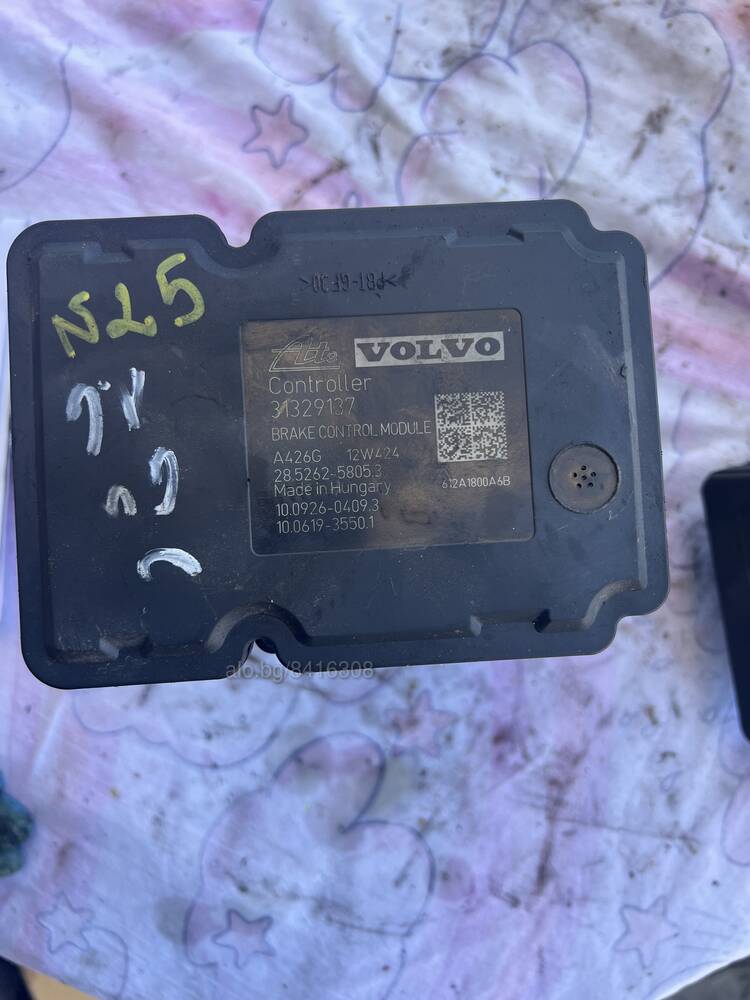 >PBT-GF30<
N25
Ate VOLVO
Controller
31329137
BRAKE CONTROL MODULE
A426G 12W424
28.5262-5805.3
Made in Hungary
612A1800A6B
10.0926-0409.3
10.0619-3550.1
alo.bg/8416308